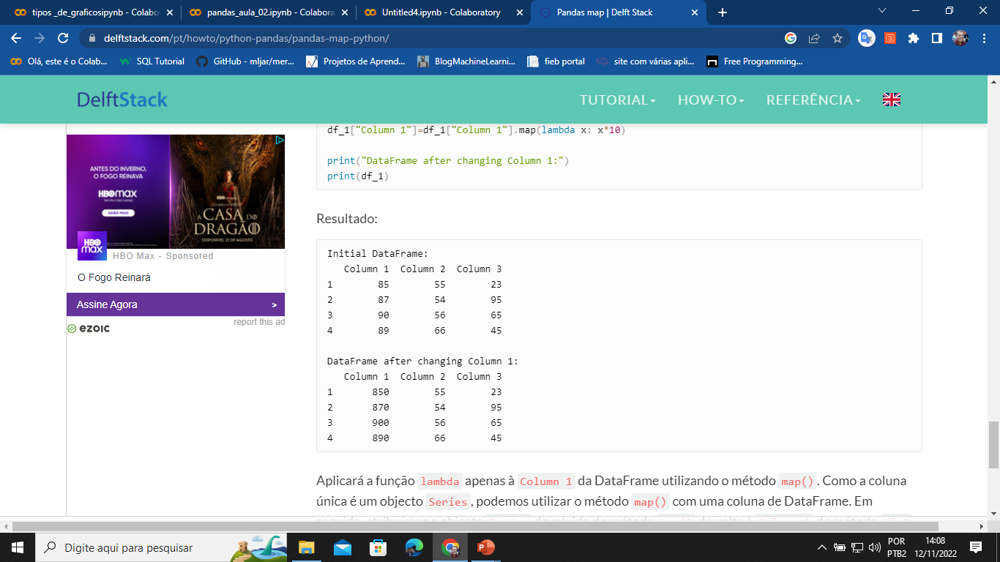 tipos _de_graficosipynb - Colabo
pandas_aula_02.ipynb - Colabora
Untitled4.ipynb - Colaboratory
Pandas map | Delft Stack
delftstack.com/pt/howto/python-pandas/pandas-map-python/
Olá, este é o Colab...
SQL Tutorial
GitHub - mljar/mer...
Projetos de Aprend...
BlogMachineLearni...
fieb portal
site com várias apli...
Free Programming...
DelftStack
TUTORIAL
HOW-TO
REFERÊNCIA
df_1["Column 1"]=df_1["Column 1"].map(lambda x: x*10)
print("DataFrame after changing Column 1:")
print(df_1)
ANTES DO INVERNO,
O FOGO REINAVA
HBOMAX
A CASA DO
DRAGÃO
DISPONÍVEL 21 DE AGOSTO
HBO
max
HBO Max - Sponsored
O Fogo Reinará
Assine Agora >
report this ad
ezoic
Resultado:
Initial DataFrame:
Column 1 Column 2 Column 3
1 85 55 23
2 87 54 95
3 90 56 65
4 89 66 45
DataFrame after changing Column 1:
Column 1 Column 2 Column 3
1 850 55 23
2 870 54 95
3 900 56 65
4 890 66 45
Aplicará a função lambda apenas à Column 1 da DataFrame utilizando o método map(). Como a coluna
única é um objecto Series, podemos utilizar o método map() com uma coluna de DataFrame. Em
Digite aqui para pesquisar
POR
PTB2
14:08
12/11/2022